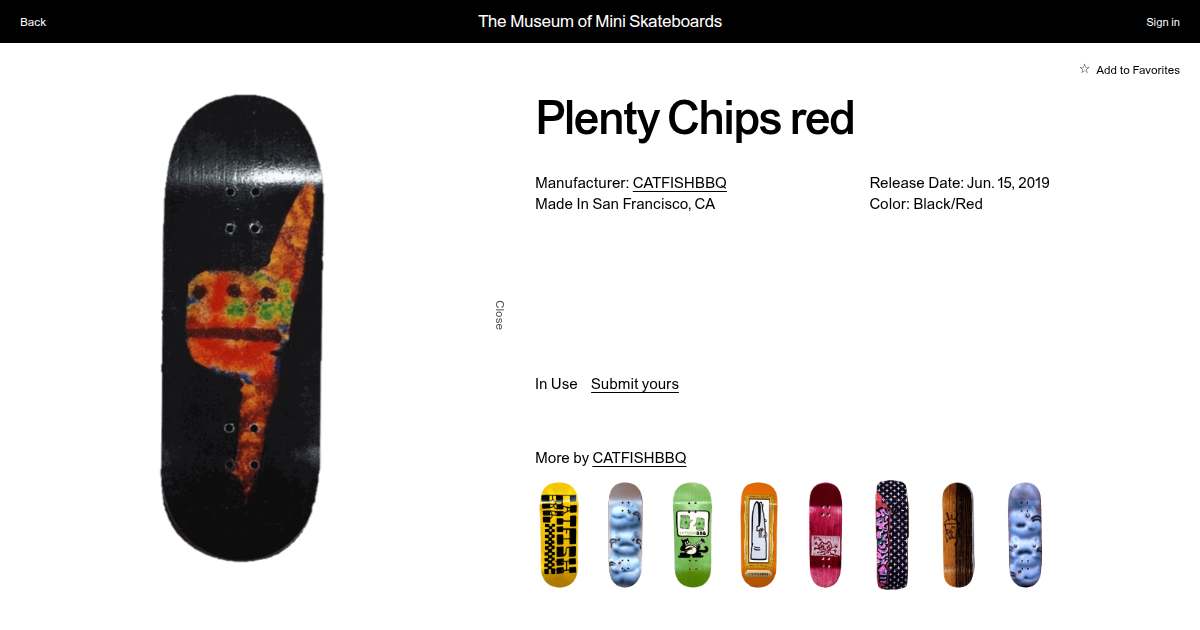 Back
The Museum of Mini Skateboards
Sign in
☆ Add to Favorites
Plenty Chips red
Manufacturer: CATFISHBBQ
Made In San Francisco, CA
Release Date: Jun. 15, 2019
Color: Black/Red
Close
In Use Submit yours
More by CATFISHBBQ